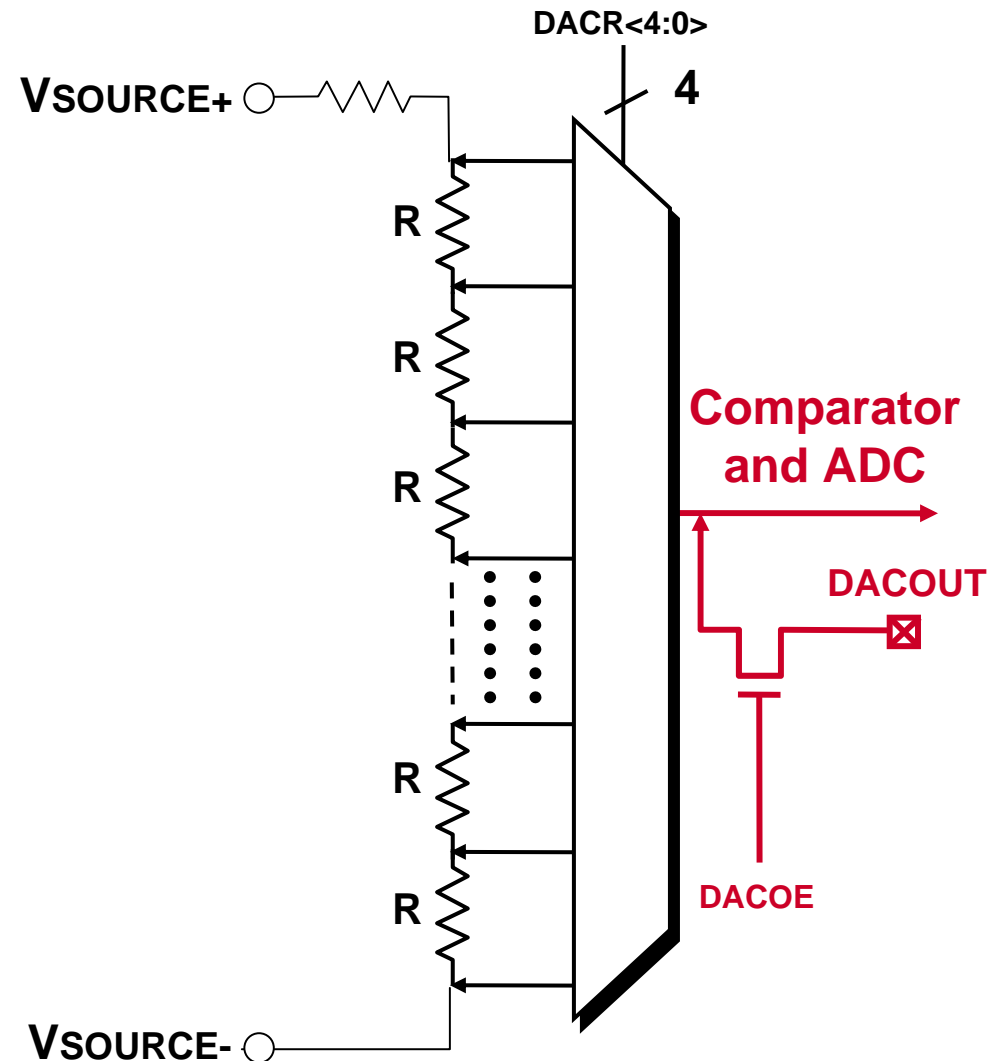 DACR<4:0>
4
VSOURCE+
R
R
R
Comparator
and ADC
DACOUT
R
R
DACOE
VSOURCE-